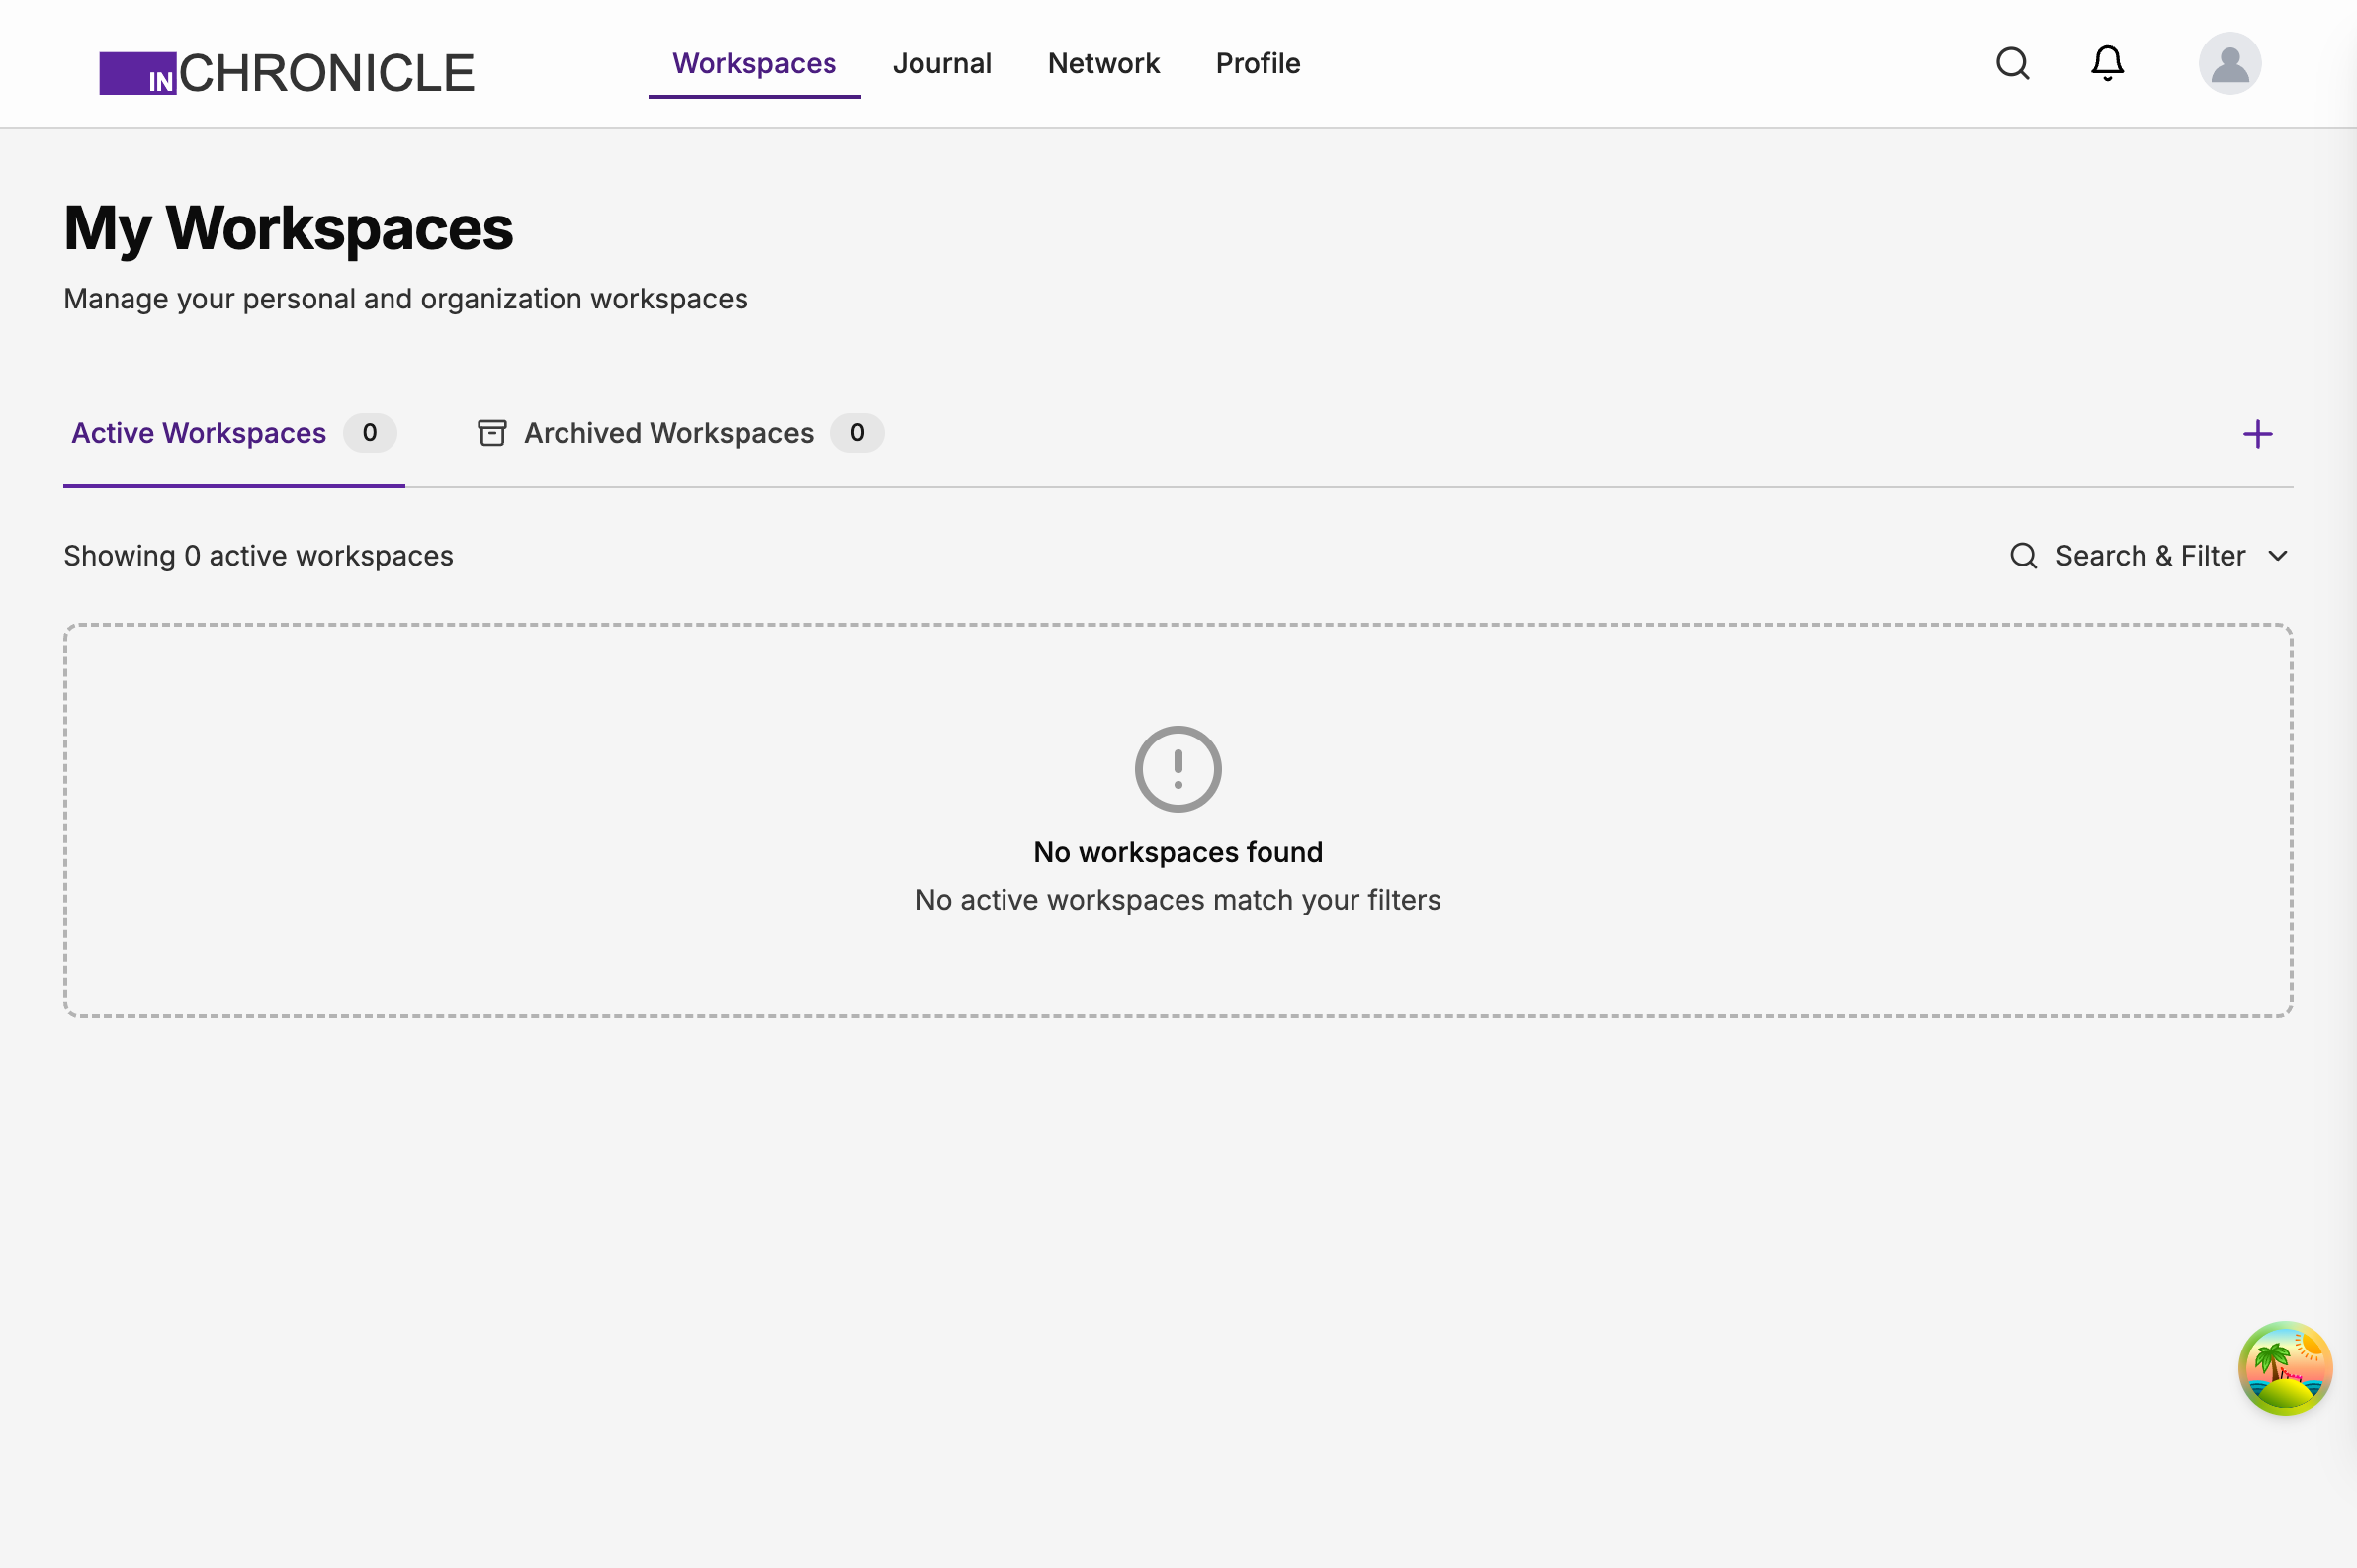 INCHRONICLE
Workspaces
Journal
Network
Profile
My Workspaces
Manage your personal and organization workspaces
Active Workspaces 0
Archived Workspaces 0
Showing 0 active workspaces
Search & Filter
No workspaces found
No active workspaces match your filters